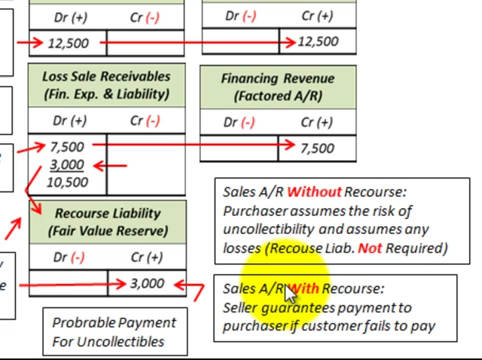 Dr (+) Cr (-)
12,500
Dr (-) Cr (+)
12,500
Loss Sale Receivables
(Fin. Exp. & Liability)
Dr (+) Cr (-)
7,500
3,000
10,500
Financing Revenue
(Factored A/R)
Dr (-) Cr (+)
7,500
Recourse Liability
(Fair Value Reserve)
Dr (-) Cr (+)
3,000
Probrable Payment
For Uncollectibles
Sales A/R Without Recourse:
Purchaser assumes the risk of
uncollectibility and assumes any
losses (Recouse Liab. Not Required)
Sales A/R With Recourse:
Seller guarantees payment to
purchaser if customer fails to pay